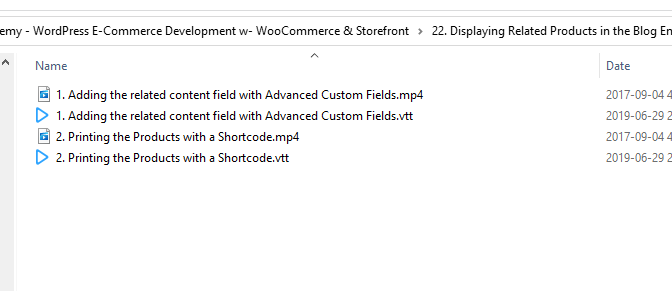 emy - WordPress E-Commerce Development w- WooCommerce & Storefront > 22. Displaying Related Products in the Blog En
Name Date
1. Adding the related content field with Advanced Custom Fields.mp4 2017-09-04 4
1. Adding the related content field with Advanced Custom Fields.vtt 2019-06-29 2
2. Printing the Products with a Shortcode.mp4 2017-09-04 4
2. Printing the Products with a Shortcode.vtt 2019-06-29 2